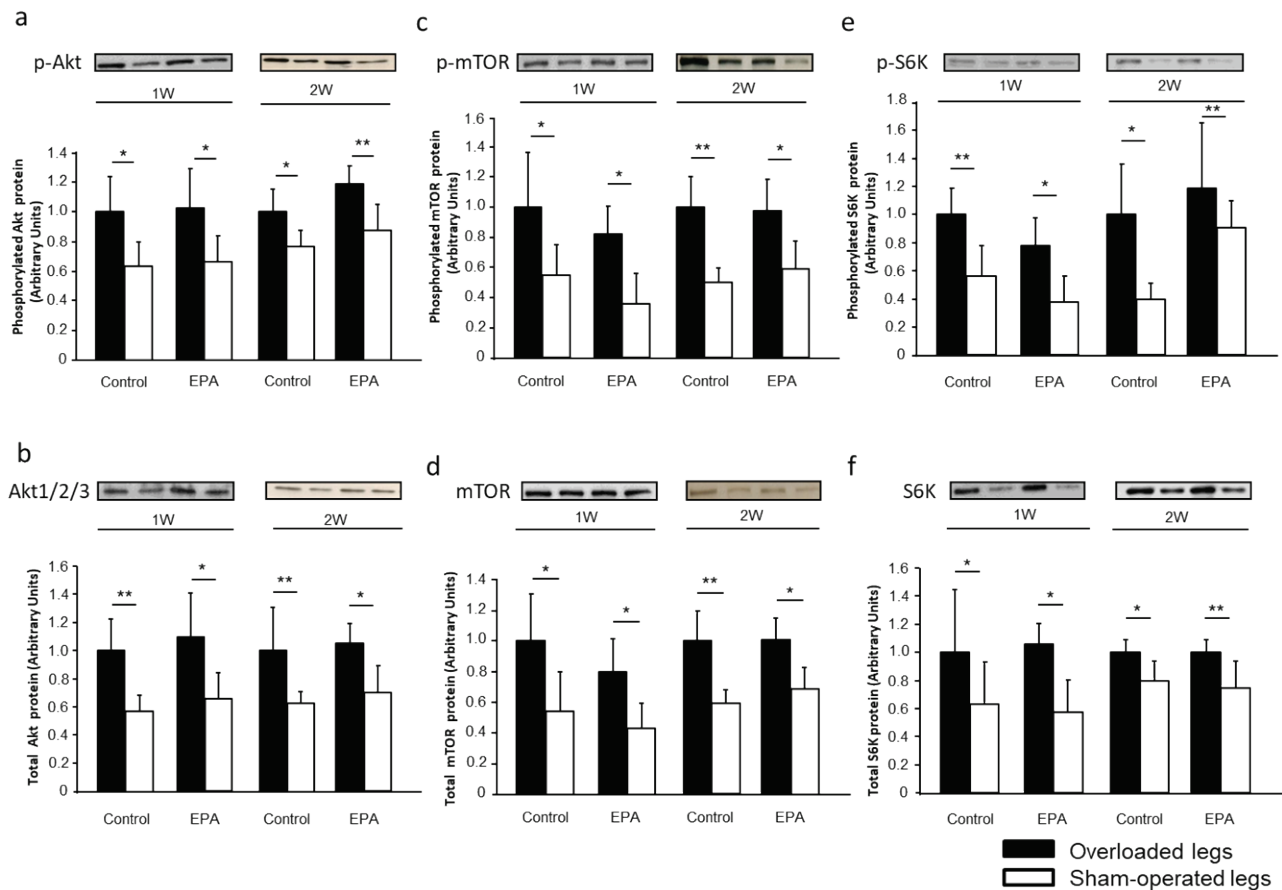 a
p-Akt
1W
2W
* * * **
Phosphorylated Akt protein
(Arbitrary Units)
1.4
1.2
1.0
0.8
0.6
0.4
0.2
0
Control EPA Control EPA
c
p-mTOR
1W
2W
* * ** *
Phosphorylated mTOR protein
(Arbitrary Units)
1.4
1.2
1.0
0.8
0.6
0.4
0.2
0
Control EPA Control EPA
e
p-S6K
1W
2W
** * * **
Phosphorylated S6K protein
(Arbitrary Units)
1.8
1.6
1.4
1.2
1.0
0.8
0.6
0.4
0.2
0
Control EPA Control EPA
b
Akt1/2/3
1W
2W
** * ** *
Total Akt protein (Arbitrary Units)
1.6
1.4
1.2
1.0
0.8
0.6
0.4
0.2
0
Control EPA Control EPA
d
mTOR
1W
2W
* * ** *
Total mTOR protein (Arbitrary Units)
1.4
1.2
1.0
0.8
0.6
0.4
0.2
0
Control EPA Control EPA
f
S6K
1W
2W
* * * **
Total S6K protein (Arbitrary Units)
1.6
1.4
1.2
1.0
0.8
0.6
0.4
0.2
0
Control EPA Control EPA
Overloaded legs
Sham-operated legs